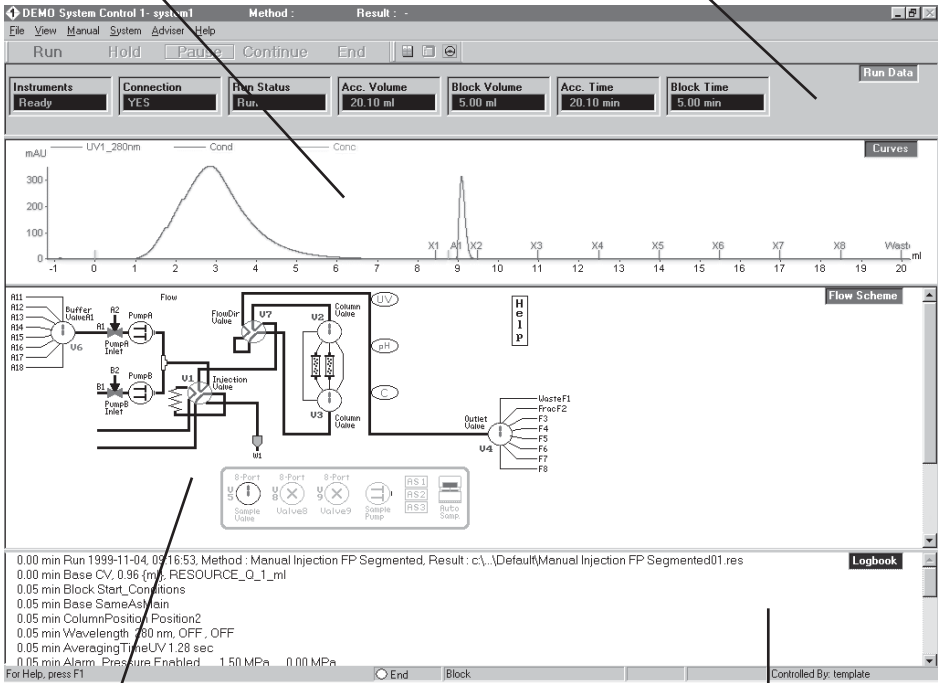 DEMO System Control 1- system1 Method : Result : -
File View Manual System Adviser Help
Run Hold Pause Continue End
Run Data
Instruments Connection Run Status Acc. Volume Block Volume Acc. Time Block Time
Ready YES Run 20.10 ml 5.00 ml 20.10 min 5.00 min
Curves
mAU UV1_280nm Cond Conc
300
200
100
0
X1 A1 X2 X3 X4 X5 X6 X7 X8 Waste
-1 0 1 2 3 4 5 6 7 8 9 10 11 12 13 14 15 16 17 18 19 20 ml
Flow Scheme
A11
A12
A13
A14
A15
A16
A17
A18
Buffer
ValveA1
V6
A2
A1
PumpA
PumpA
Inlet
B2
B1
PumpB
PumpB
Inlet
Flow
FlowDir
Valve
V7
V1
Injection
Valve
W1
V2
Column
Valve
V3
Column
Valve
UV
pH
C
Help
Outlet
Valve
V4
WasteF1
FracF2
F3
F4
F5
F6
F7
F8
8-Port 8-Port 8-Port
V5 V8 V9
Sample
Valve
Valve8 Valve9
Sample
Pump
AS1
AS2
AS3
Auto
Samp.
Logbook
0.00 min Run 1999-11-04, 09:16:53, Method : Manual Injection FP Segmented, Result : c:\...\Default\Manual Injection FP Segmented01.res
0.00 min Base CV, 0.96 {ml}, RESOURCE_Q_1_ml
0.05 min Block Start_Conditions
0.05 min Base SameAsMain
0.05 min ColumnPosition Position2
0.05 min Wavelength 280 nm, OFF , OFF
0.05 min AveragingTimeUV 1.28 sec
0.05 min Alarm_Pressure Enabled 1.50 MPa 0.00 MPa
For Help, press F1 End Block Controlled By: template